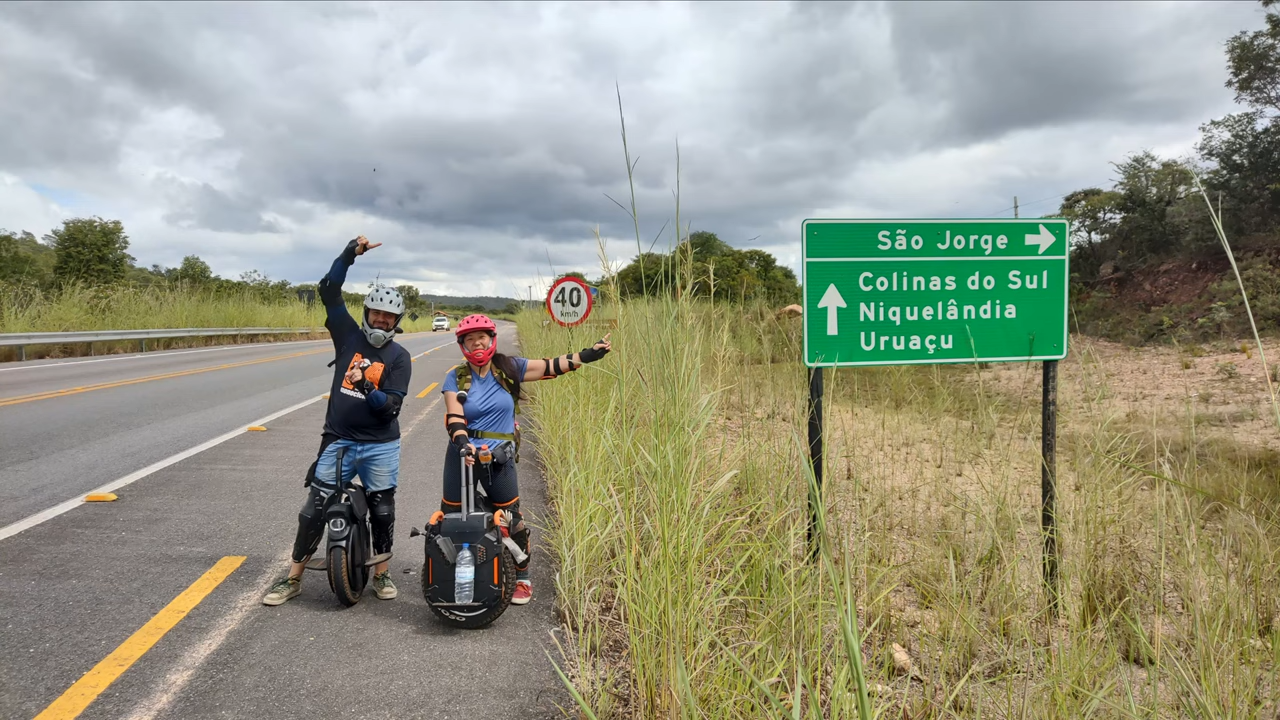 40
km/h
São Jorge
Colinas do Sul
Niquelândia
Uruaçu